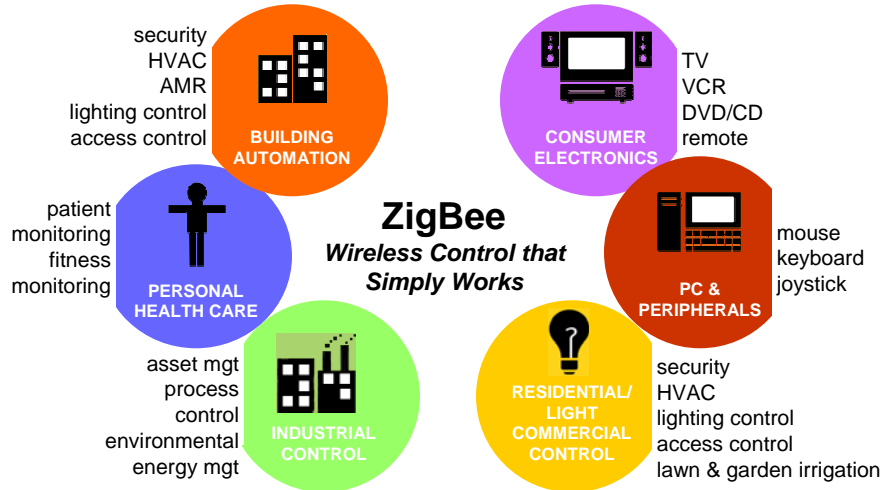 security
HVAC
AMR
lighting control
access control
BUILDING
AUTOMATION
TV
VCR
DVD/CD
remote
CONSUMER
ELECTRONICS
patient
monitoring
fitness
monitoring
PERSONAL
HEALTH CARE
ZigBee
Wireless Control that
Simply Works
mouse
keyboard
joystick
PC &
PERIPHERALS
asset mgt
process
control
environmental
energy mgt
INDUSTRIAL
CONTROL
RESIDENTIAL/
LIGHT
COMMERCIAL
CONTROL
security
HVAC
lighting control
access control
lawn & garden irrigation